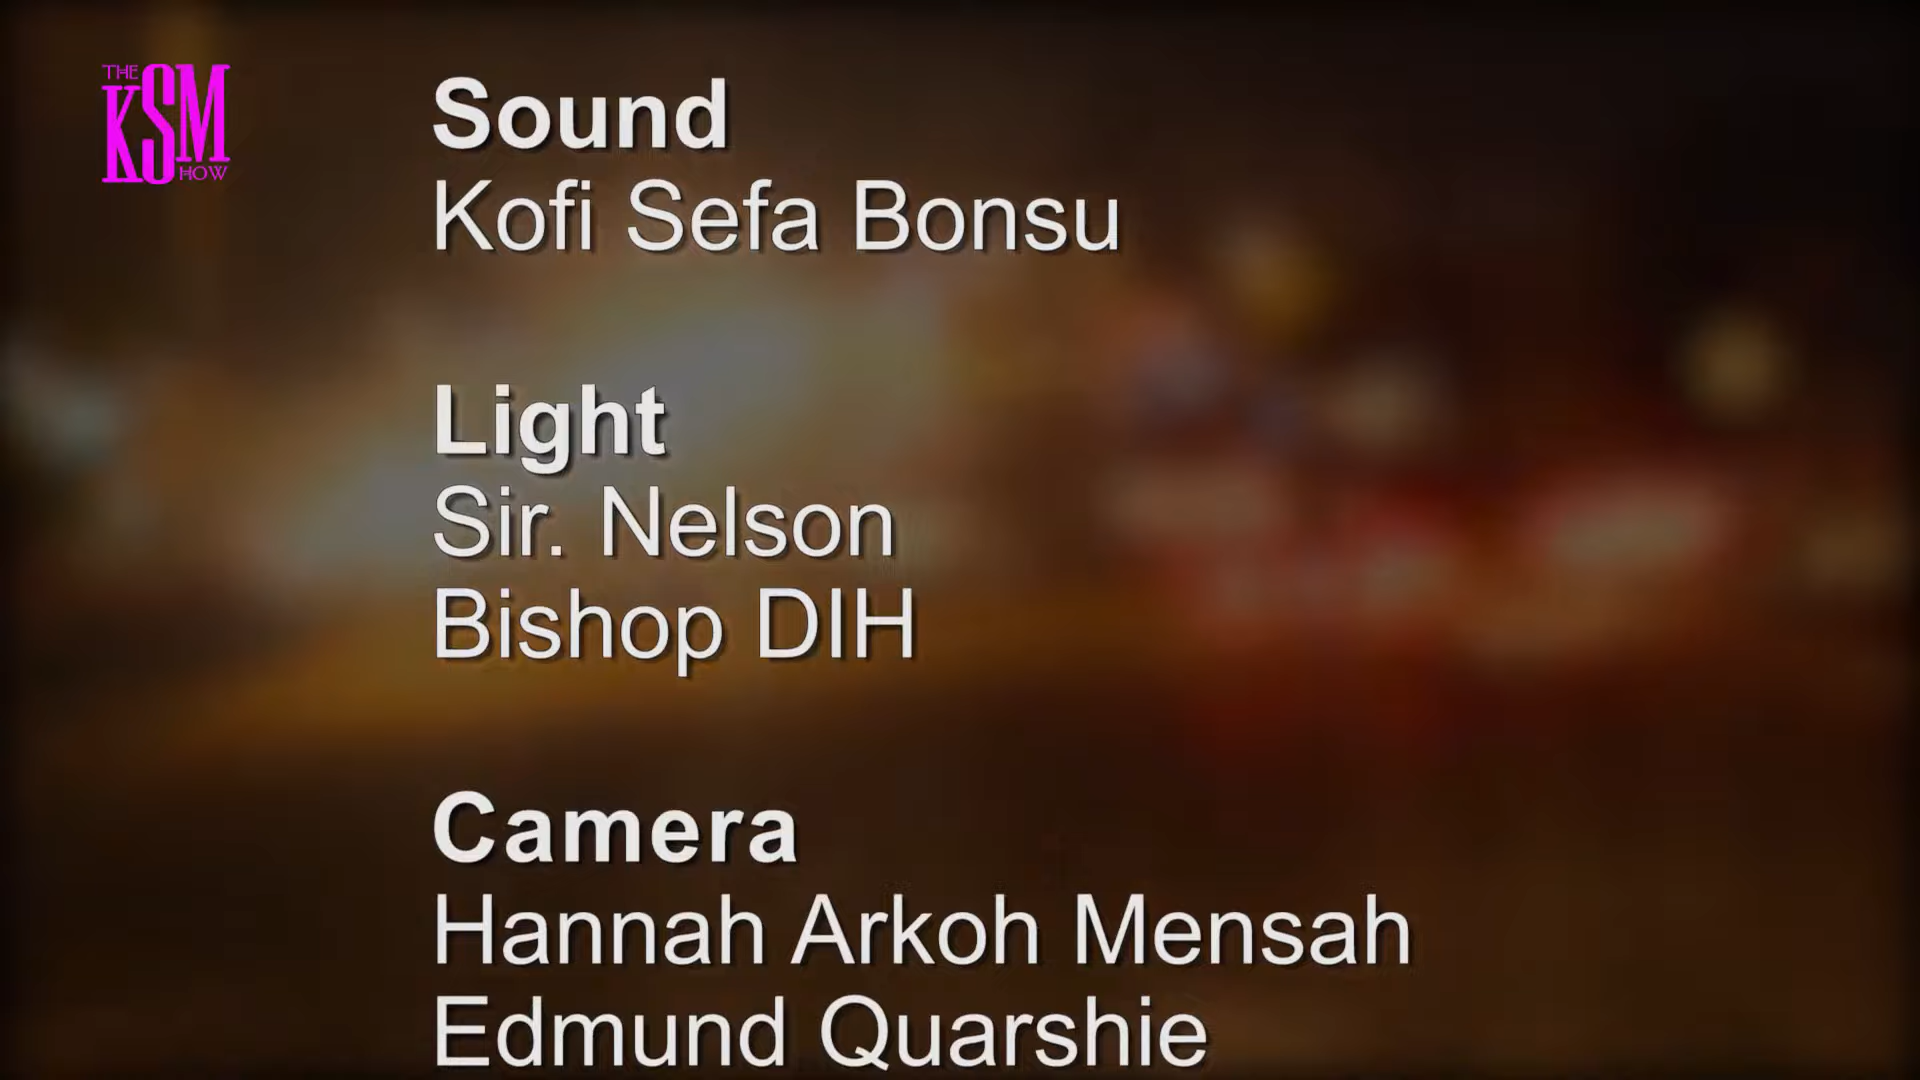 THE
KSM
SHOW
Sound
Kofi Sefa Bonsu
Light
Sir. Nelson
Bishop DIH
Camera
Hannah Arkoh Mensah
Edmund Quarshie